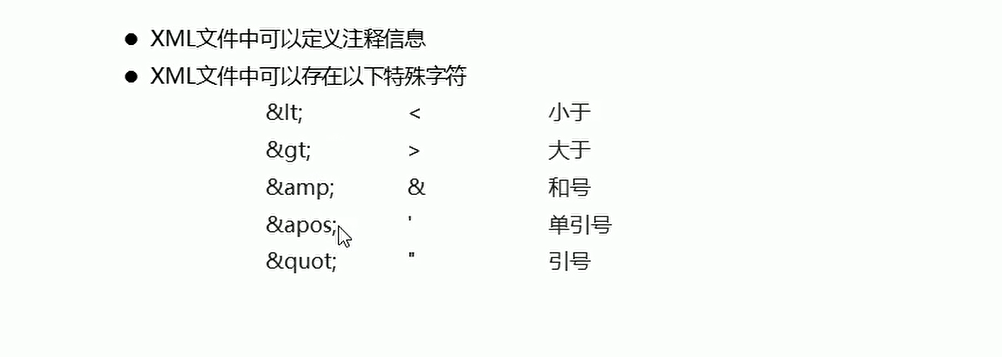 ● XML文件中可以定义注释信息
● XML文件中可以存在以下特殊字符
&lt; < 小于
&gt; > 大于
&amp; & 和号
&apos; ' 单引号
&quot; " 引号